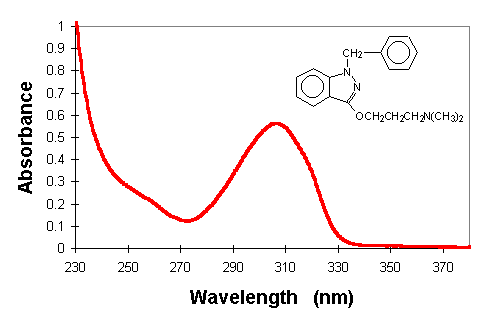 Absorbance
1
0.9
0.8
0.7
0.6
0.5
0.4
0.3
0.2
0.1
0
230 250 270 290 310 330 350 370
Wavelength (nm)
CH₂
N
N
OCH₂CH₂CH₂N(CH₃)₂